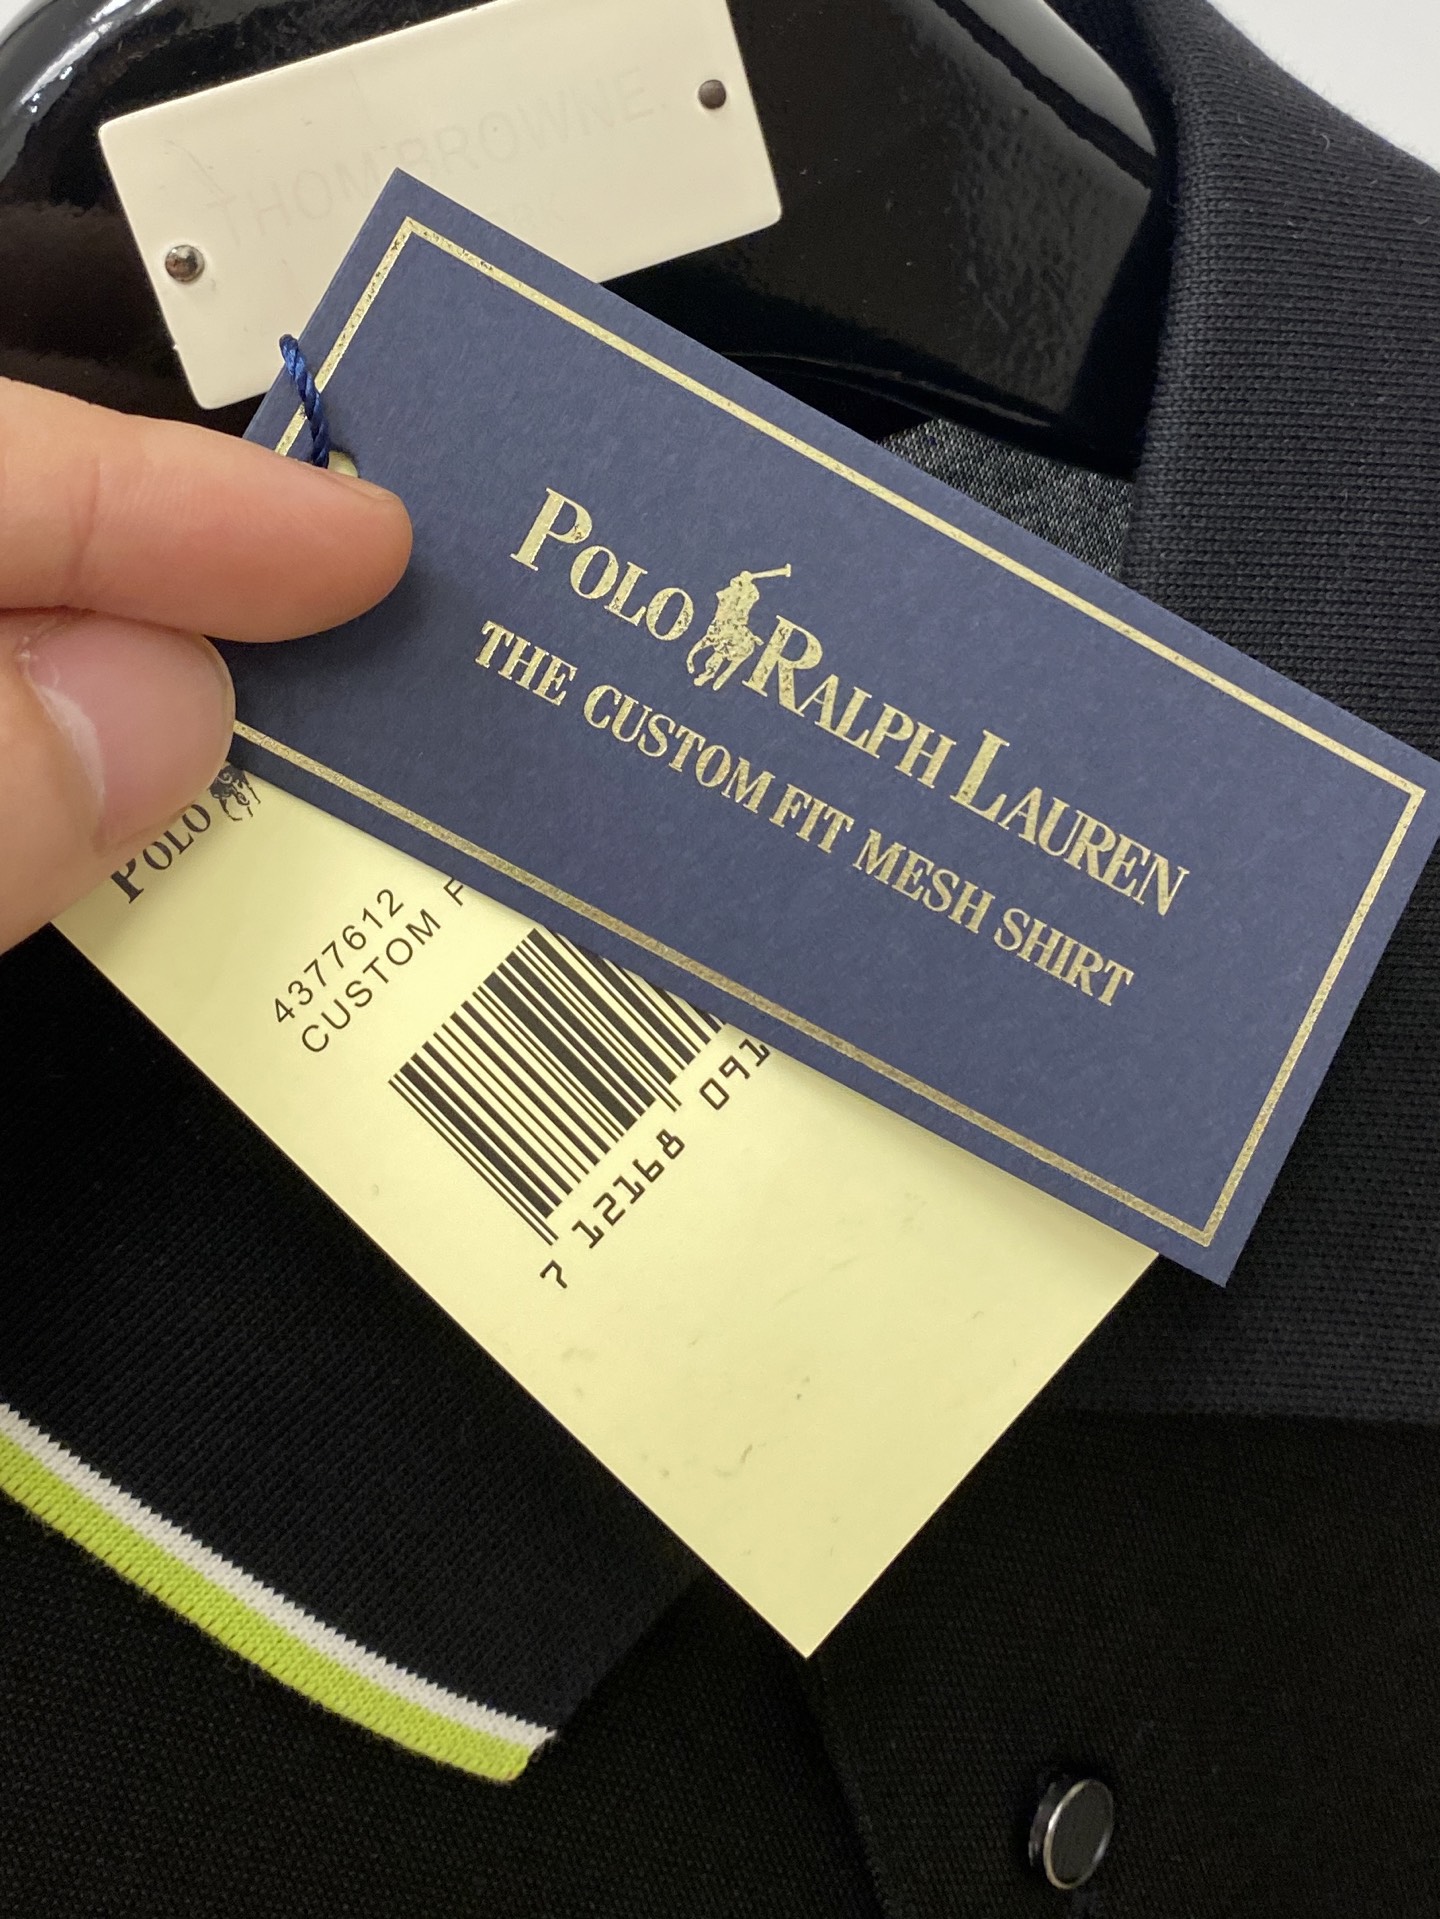 THOM BROWNE.
POLO RALPH LAUREN
THE CUSTOM FIT MESH SHIRT
POLO
4377612
CUSTOM F
7 12168 091